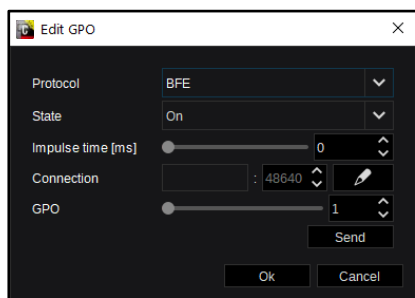 Edit GPO
Protocol BFE
State On
Impulse time [ms] 0
Connection : 48640
GPO 1
Send
Ok Cancel